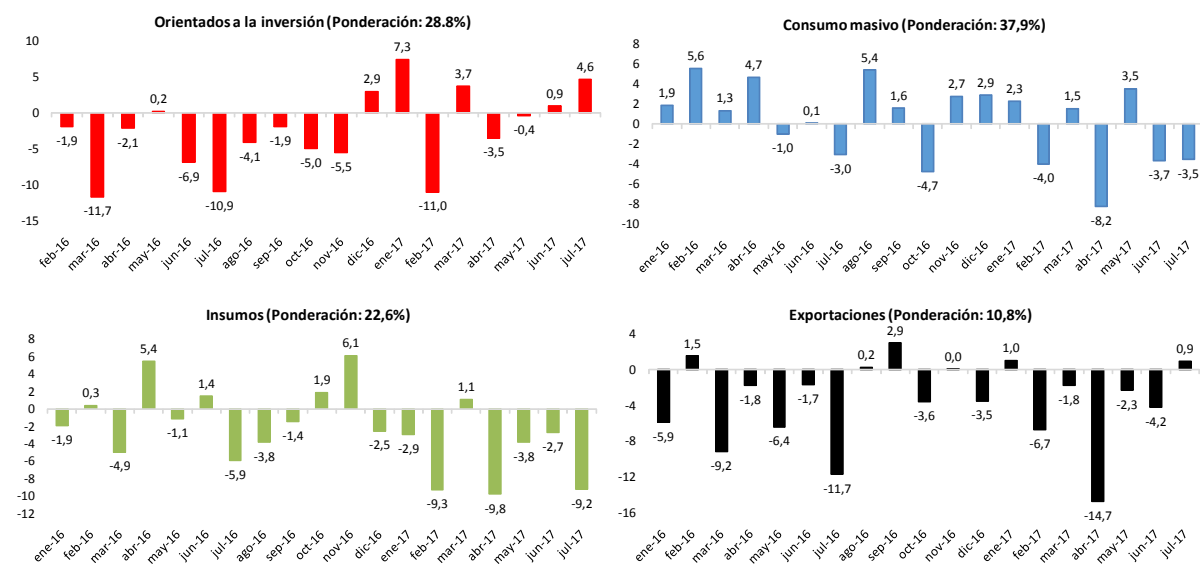 Orientados a la inversión (Ponderación: 28.8%)
10
5
0
-5
-10
-15
-1,9
-11,7
-2,1
0,2
-6,9
-10,9
-4,1
-1,9
-5,0
-5,5
2,9
7,3
-11,0
3,7
-3,5
-0,4
0,9
4,6
feb-16
mar-16
abr-16
may-16
jun-16
jul-16
ago-16
sep-16
oct-16
nov-16
dic-16
ene-17
feb-17
mar-17
abr-17
may-17
jun-17
jul-17
Consumo masivo (Ponderación: 37,9%)
8
6
4
2
0
-2
-4
-6
-8
-10
1,9
5,6
1,3
4,7
-1,0
0,1
-3,0
5,4
1,6
-4,7
2,7
2,9
2,3
-4,0
1,5
-8,2
3,5
-3,7
-3,5
ene-16
feb-16
mar-16
abr-16
may-16
jun-16
jul-16
ago-16
sep-16
oct-16
nov-16
dic-16
ene-17
feb-17
mar-17
abr-17
may-17
jun-17
jul-17
Insumos (Ponderación: 22,6%)
8
6
4
2
0
-2
-4
-6
-8
-10
-12
-1,9
0,3
-4,9
5,4
-1,1
1,4
-5,9
-3,8
-1,4
1,9
6,1
-2,5
-2,9
-9,3
1,1
-9,8
-3,8
-2,7
-9,2
ene-16
feb-16
mar-16
abr-16
may-16
jun-16
jul-16
ago-16
sep-16
oct-16
nov-16
dic-16
ene-17
feb-17
mar-17
abr-17
may-17
jun-17
jul-17
Exportaciones (Ponderación: 10,8%)
4
0
-4
-8
-12
-16
-5,9
1,5
-9,2
-1,8
-6,4
-1,7
-11,7
0,2
2,9
-3,6
0,0
-3,5
1,0
-6,7
-1,8
-14,7
-2,3
-4,2
0,9
ene-16
feb-16
mar-16
abr-16
may-16
jun-16
jul-16
ago-16
sep-16
oct-16
nov-16
dic-16
ene-17
feb-17
mar-17
abr-17
may-17
jun-17
jul-17